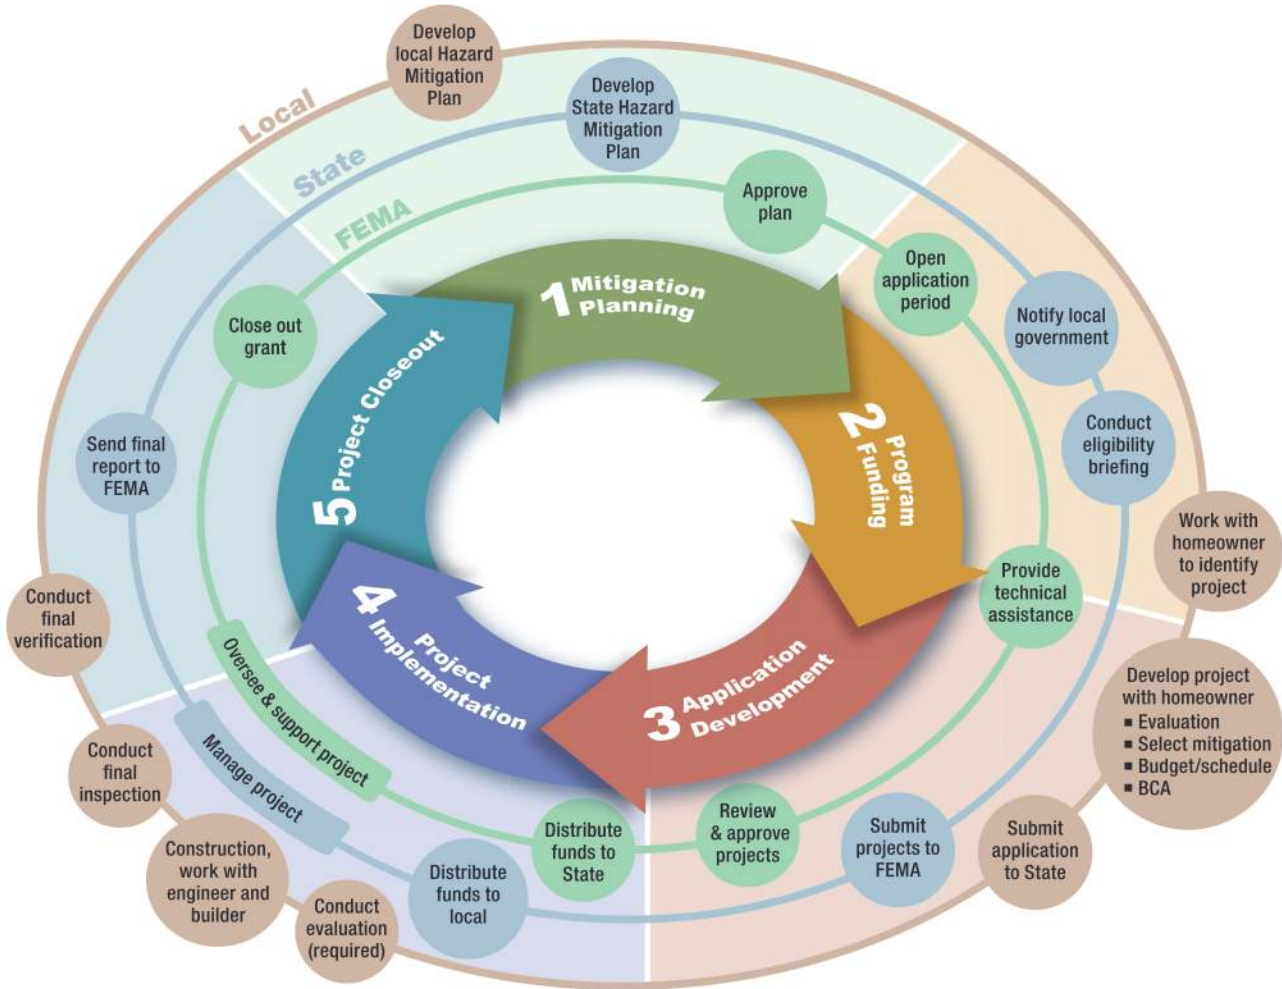 Develop
local Hazard
Mitigation
Plan
Develop
State Hazard
Mitigation
Plan
Local
State
FEMA
Approve
plan
Open
application
period
Notify local
government
Conduct
eligibility
briefing
Work with
homeowner
to identify
project
Provide
technical
assistance
Develop project
with homeowner
▪ Evaluation
▪ Select mitigation
▪ Budget/schedule
▪ BCA
Submit
application
to State
Submit
projects to
FEMA
Review
& approve
projects
Distribute
funds to
State
Distribute
funds to
local
Conduct
evaluation
(required)
Construction,
work with
engineer and
builder
Conduct
final
inspection
Manage project
Oversee & support project
Conduct
final
verification
Send final
report to
FEMA
Close out
grant
1 Mitigation
Planning
2 Program
Funding
3 Application
Development
4 Project
Implementation
5 Project Closeout